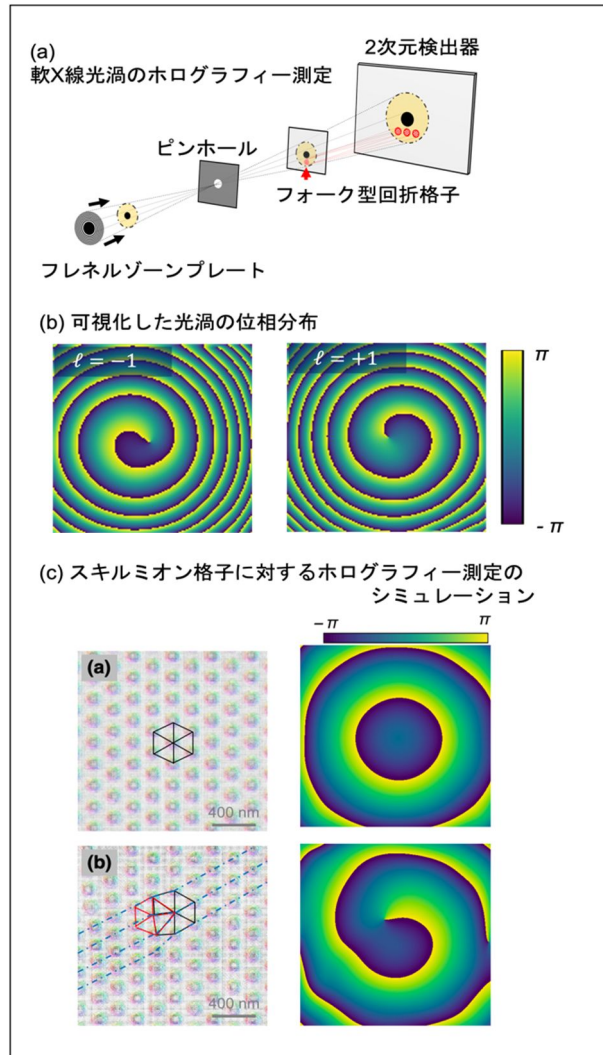 (a)
軟X線光渦のホログラフィー測定
2次元検出器
ピンホール
フォーク型回折格子
フレネルゾーンプレート
(b) 可視化した光渦の位相分布
ℓ = −1
ℓ = +1
π
- π
(c) スキルミオン格子に対するホログラフィー測定の
シミュレーション
− π
π
(a)
400 nm
(b)
400 nm